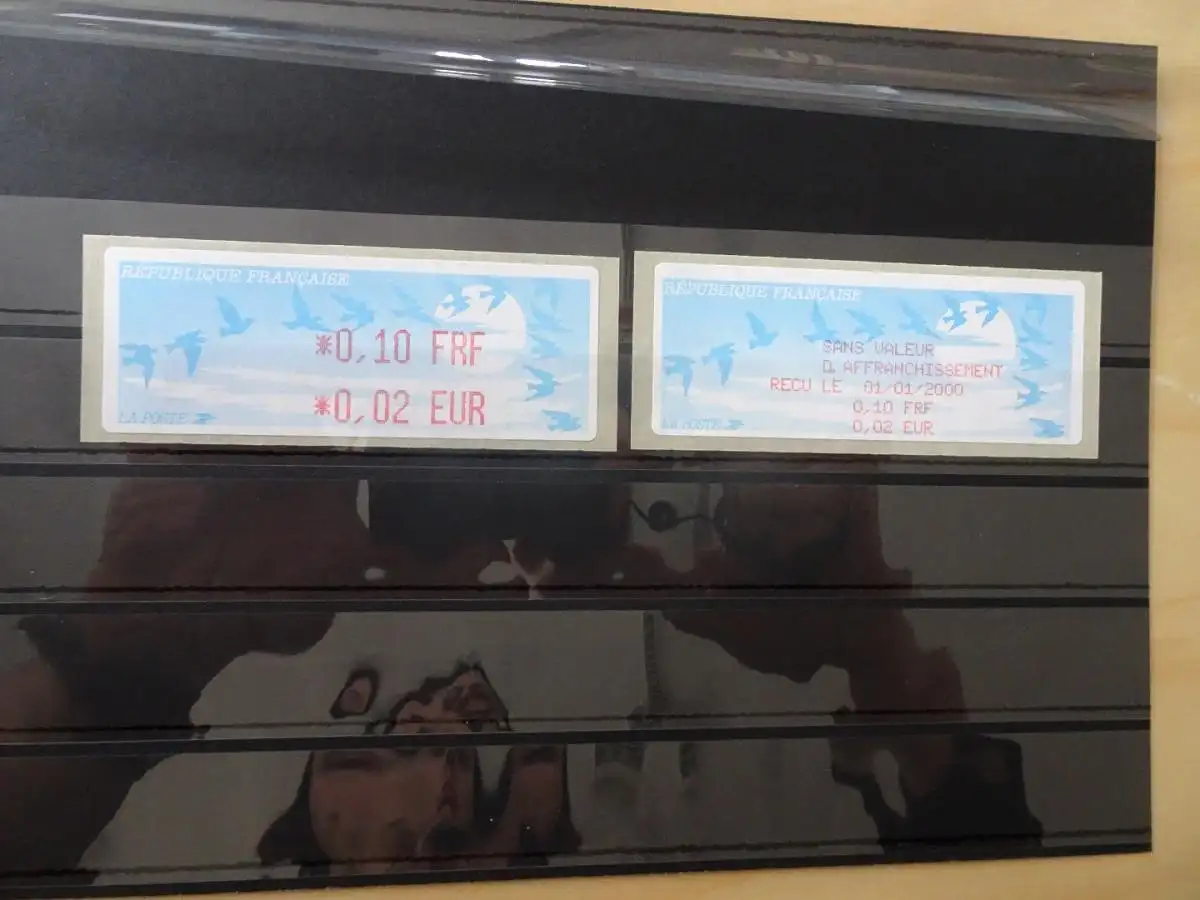 RÉPUBLIQUE FRANÇAISE
*0,10 FRF
*0,02 EUR
LA POSTE
RÉPUBLIQUE FRANÇAISE
SANS VALEUR
D. AFFRANCHISSEMENT
RECU LE 01/01/2000
0,10 FRF
0,02 EUR
LA POSTE